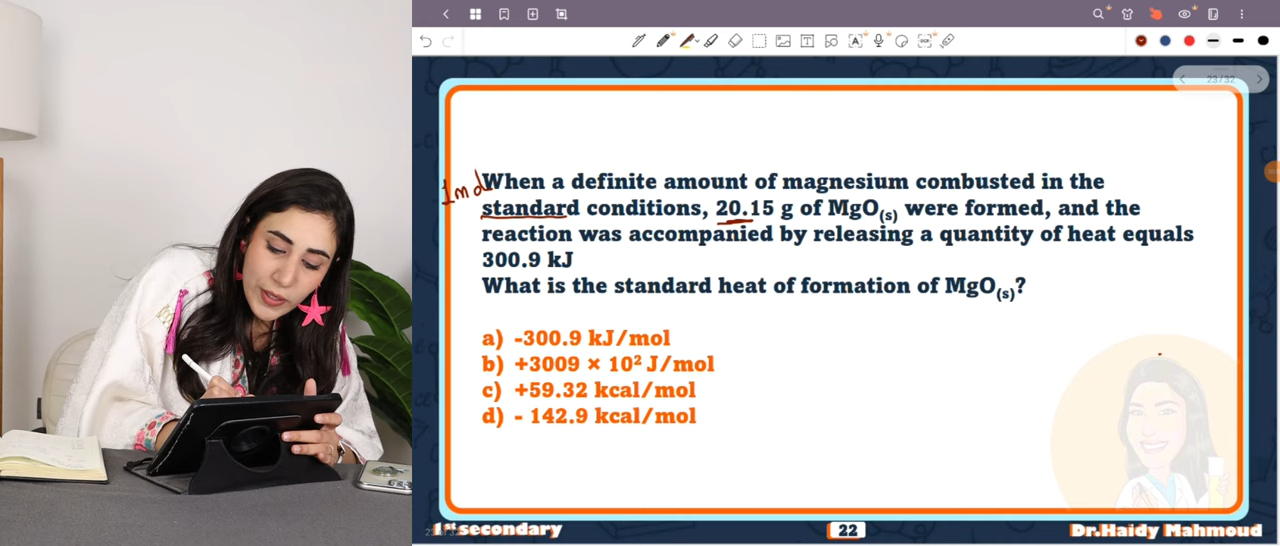 23/32
1mol
When a definite amount of magnesium combusted in the
standard conditions, 20.15 g of MgO(s) were formed, and the
reaction was accompanied by releasing a quantity of heat equals
300.9 kJ
What is the standard heat of formation of MgO(s)?
a) -300.9 kJ/mol
b) +3009 × 10² J/mol
c) +59.32 kcal/mol
d) - 142.9 kcal/mol
1st secondary
22
Dr.Haidy Mahmoud